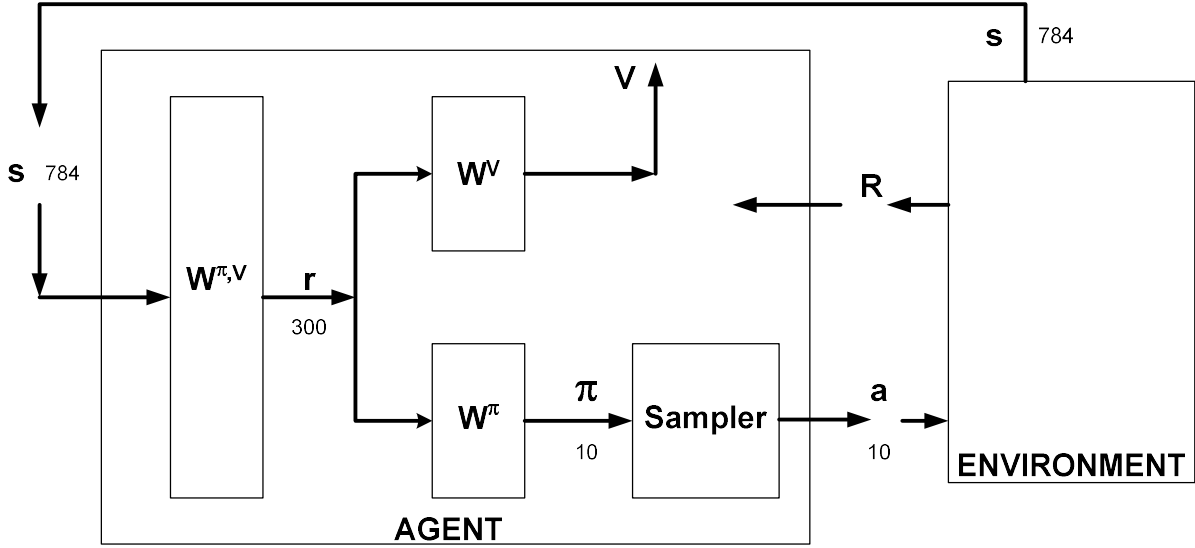 s 784
V
s 784
W^V
R
W^π,V
r
300
π
a
W^π
Sampler
10
10
ENVIRONMENT
AGENT